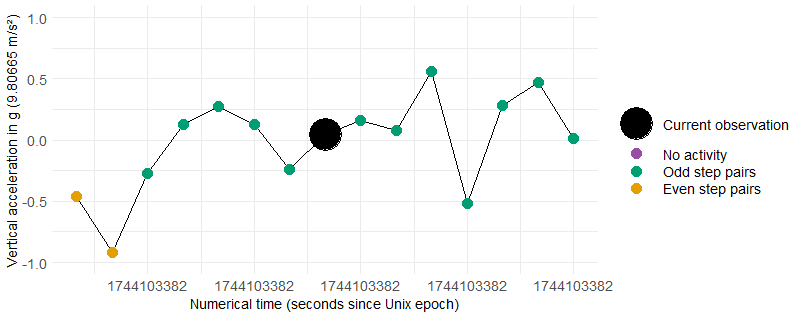 Vertical acceleration in g (9.80665 m/s²)
1.0
0.5
0.0
-0.5
-1.0
1744103382 1744103382 1744103382 1744103382 1744103382
Numerical time (seconds since Unix epoch)
Current observation
No activity
Odd step pairs
Even step pairs